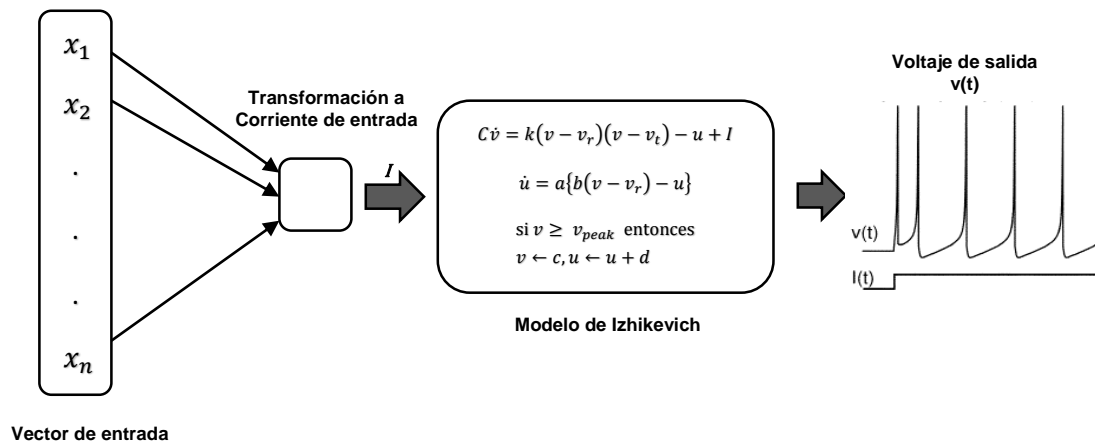 x₁
x₂
.
.
.
xₙ
Vector de entrada
Transformación a
Corriente de entrada
I
Cv̇ = k(v − vᵣ)(v − vₜ) − u + I
u̇ = a{b(v − vᵣ) − u}
si v ≥ v_peak entonces
v ← c, u ← u + d
Modelo de Izhikevich
Voltaje de salida
v(t)
v(t)
I(t)